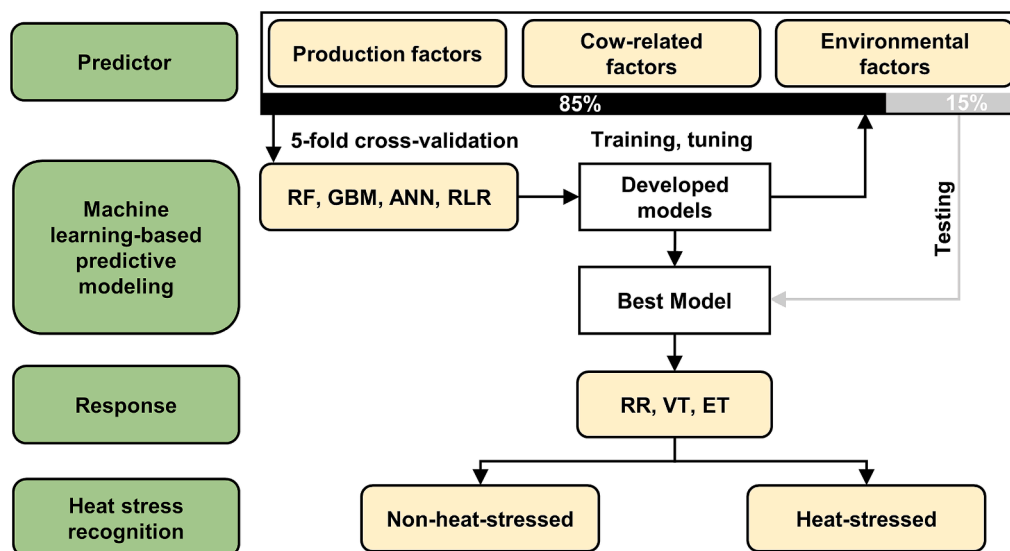 Predictor
Production factors
Cow-related
factors
Environmental
factors
85%
15%
5-fold cross-validation
Training, tuning
Machine
learning-based
predictive
modeling
RF, GBM, ANN, RLR
Developed
models
Testing
Best Model
Response
RR, VT, ET
Heat stress
recognition
Non-heat-stressed
Heat-stressed